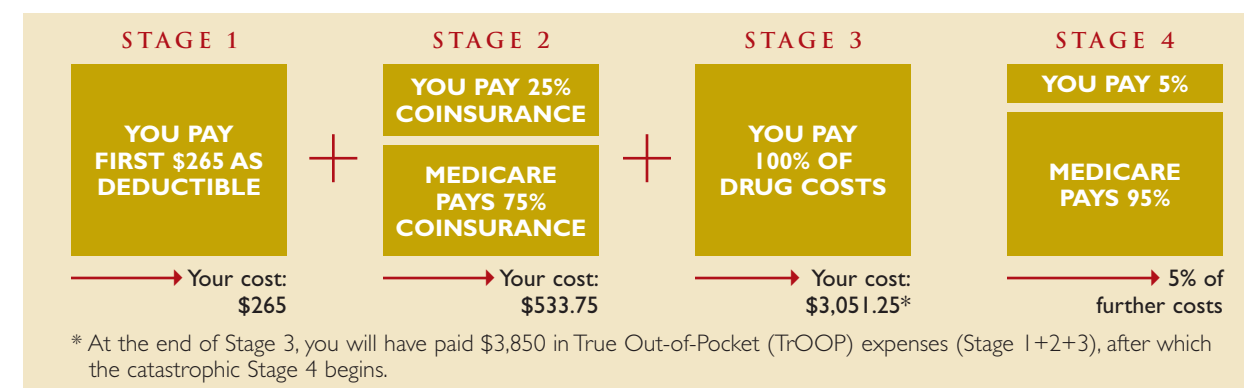 STAGE 1
YOU PAY
FIRST $265 AS
DEDUCTIBLE
Your cost:
$265
STAGE 2
YOU PAY 25%
COINSURANCE
MEDICARE
PAYS 75%
COINSURANCE
Your cost:
$533.75
STAGE 3
YOU PAY
100% OF
DRUG COSTS
Your cost:
$3,051.25*
STAGE 4
YOU PAY 5%
MEDICARE
PAYS 95%
5% of
further costs
* At the end of Stage 3, you will have paid $3,850 in True Out-of-Pocket (TrOOP) expenses (Stage 1+2+3), after which
the catastrophic Stage 4 begins.